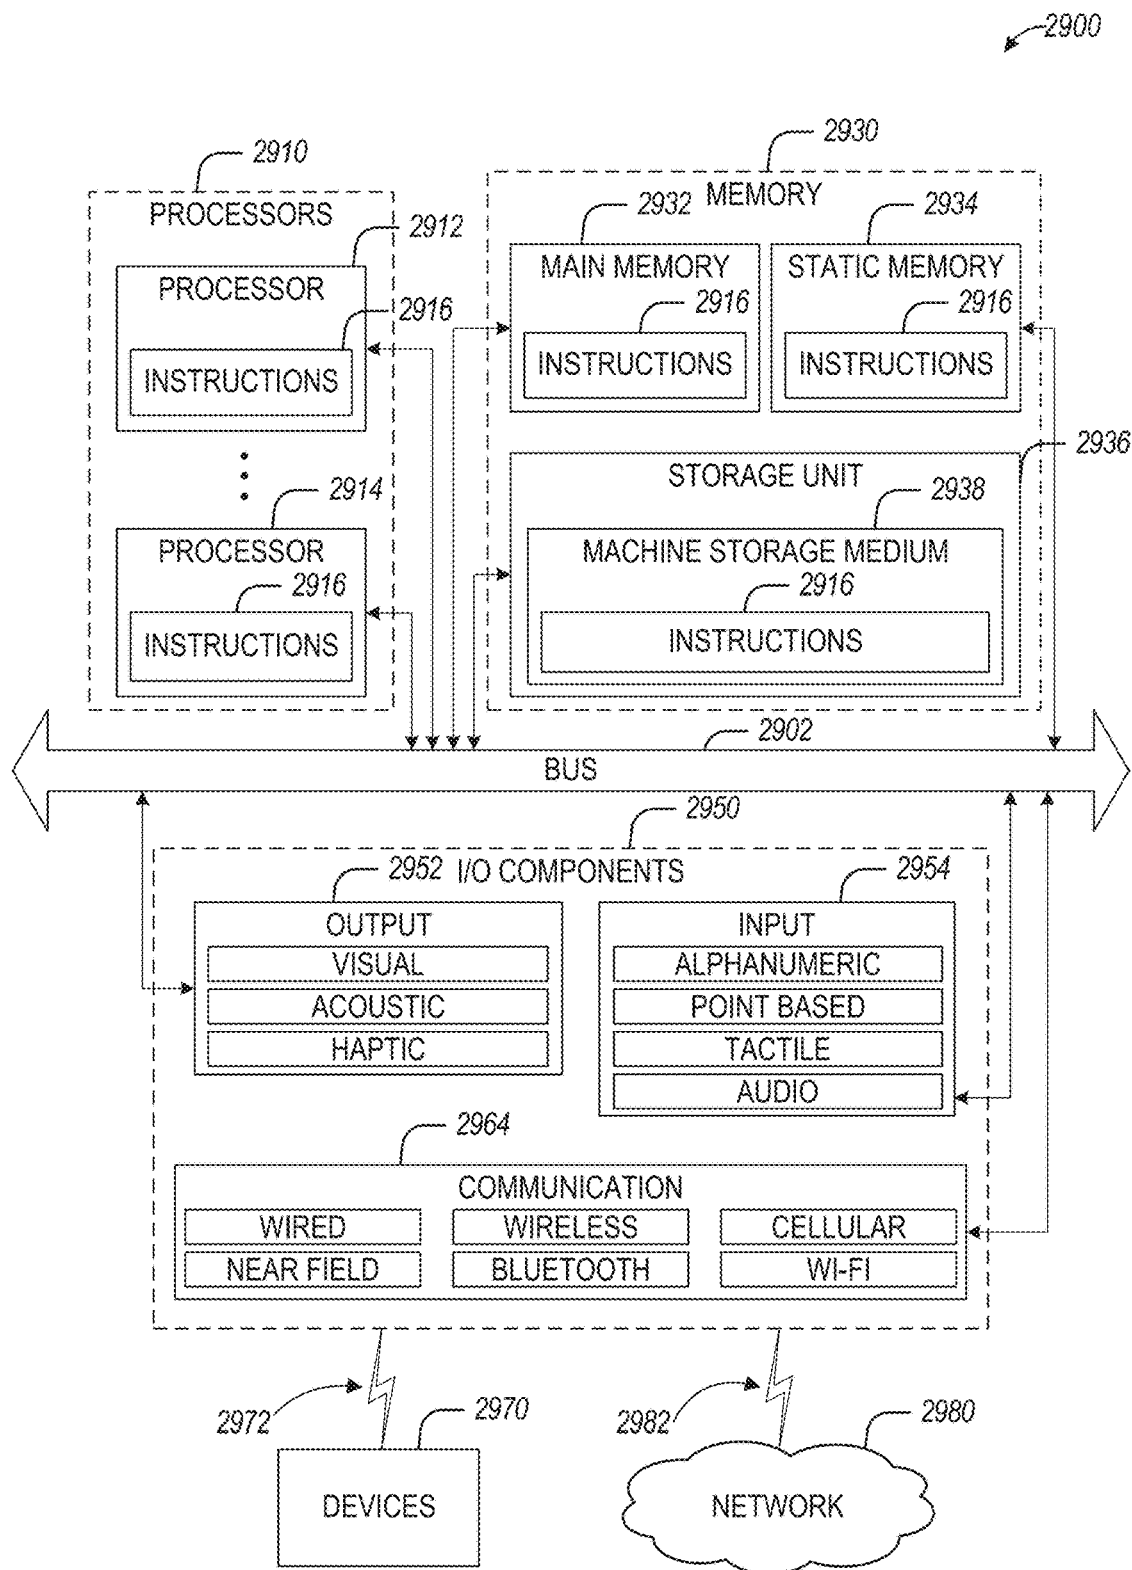 2900
2910
PROCESSORS
2912
PROCESSOR
2916
INSTRUCTIONS
2914
PROCESSOR
2916
INSTRUCTIONS
2930
MEMORY
2932
MAIN MEMORY
2916
INSTRUCTIONS
2934
STATIC MEMORY
2916
INSTRUCTIONS
2936
STORAGE UNIT
2938
MACHINE STORAGE MEDIUM
2916
INSTRUCTIONS
2902
BUS
2950
I/O COMPONENTS
2952
OUTPUT
VISUAL
ACOUSTIC
HAPTIC
2954
INPUT
ALPHANUMERIC
POINT BASED
TACTILE
AUDIO
2964
COMMUNICATION
WIRED
WIRELESS
CELLULAR
NEAR FIELD
BLUETOOTH
WI-FI
2972
2970
DEVICES
2982
2980
NETWORK